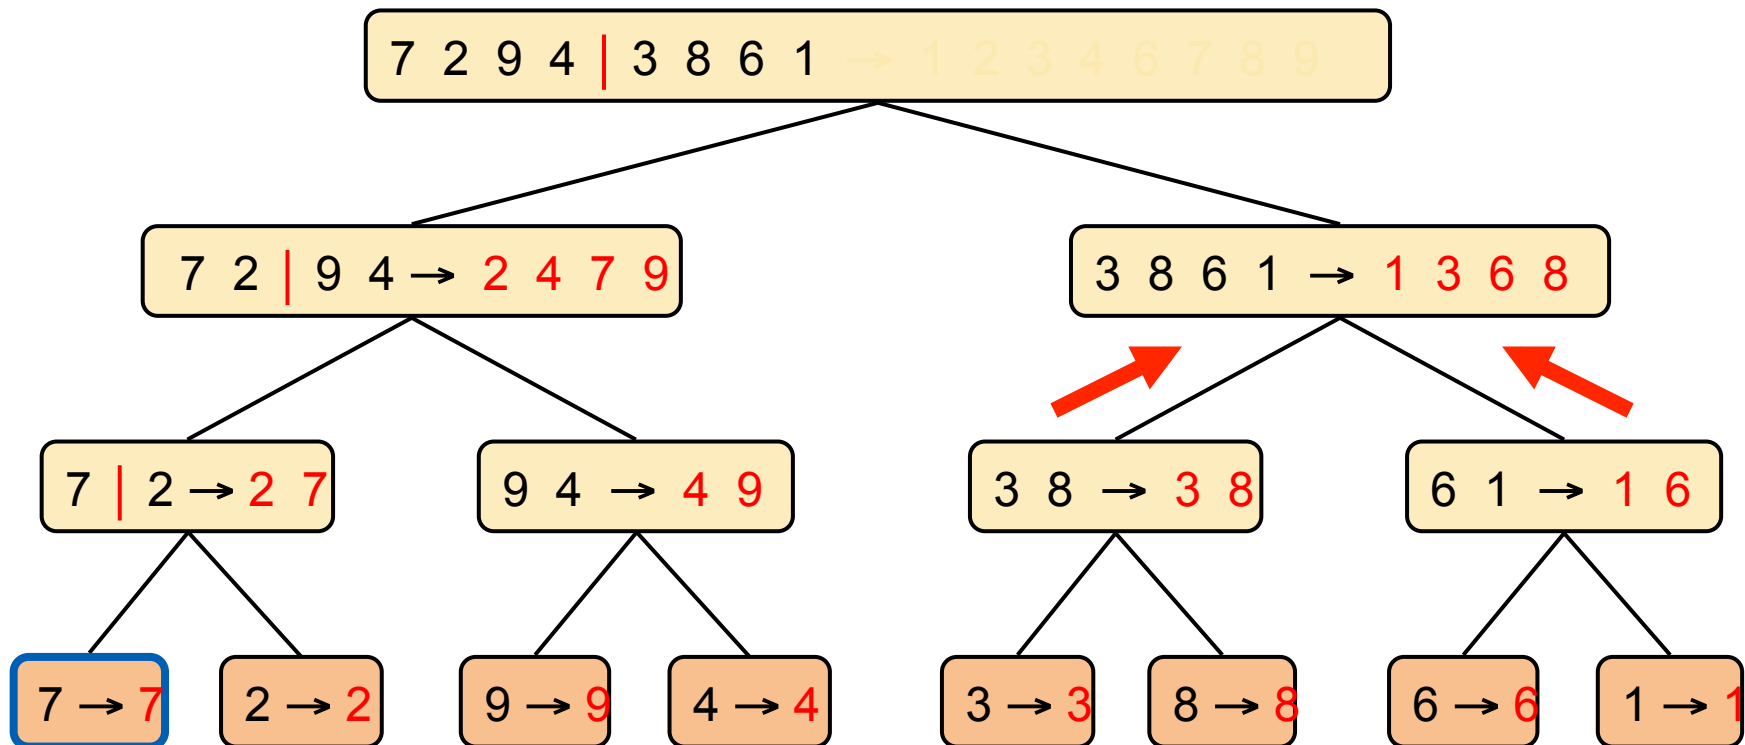 7 2 9 4 | 3 8 6 1 → 1 2 3 4 6 7 8 9
7 2 | 9 4 → 2 4 7 9
3 8 6 1 → 1 3 6 8
7 | 2 → 2 7
9 4 → 4 9
3 8 → 3 8
6 1 → 1 6
7 → 7
2 → 2
9 → 9
4 → 4
3 → 3
8 → 8
6 → 6
1 → 1